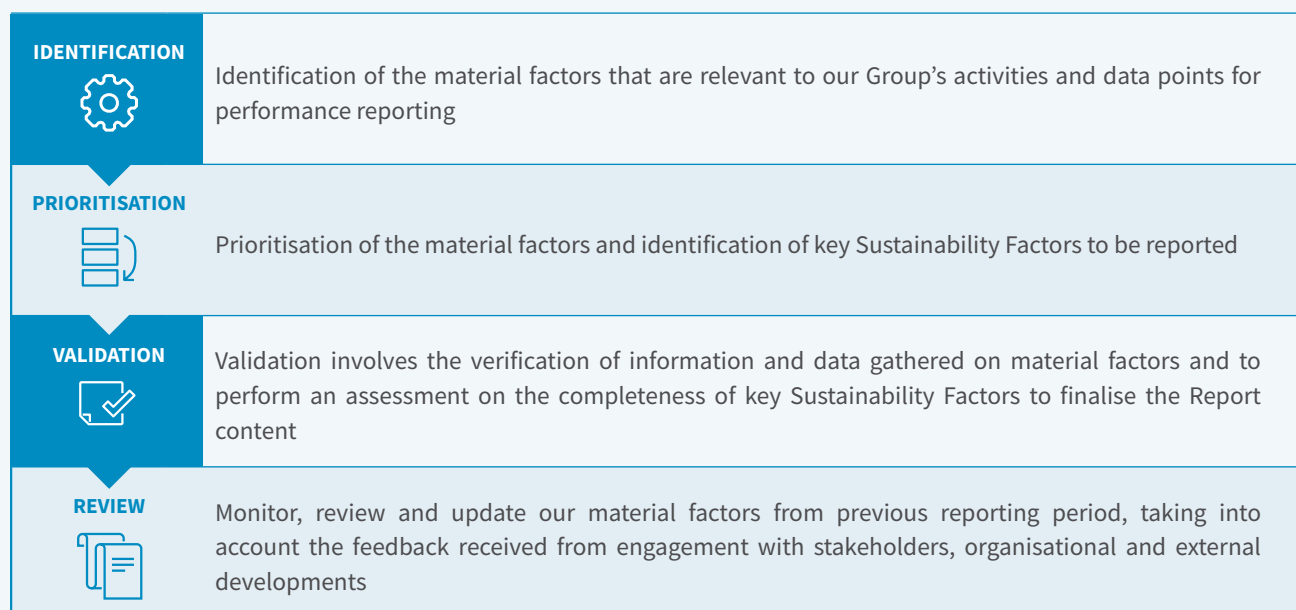 IDENTIFICATION
Identification of the material factors that are relevant to our Group’s activities and data points for
performance reporting
PRIORITISATION
Prioritisation of the material factors and identification of key Sustainability Factors to be reported
VALIDATION
Validation involves the verification of information and data gathered on material factors and to
perform an assessment on the completeness of key Sustainability Factors to finalise the Report
content
REVIEW
Monitor, review and update our material factors from previous reporting period, taking into
account the feedback received from engagement with stakeholders, organisational and external
developments